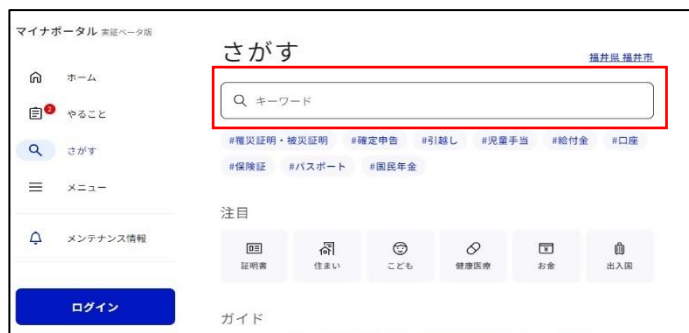 マイナポータル 実証ベータ版
ホーム
2
やること
さがす
メニュー
メンテナンス情報
ログイン
さがす
福井県 福井市
キーワード
#罹災証明・被災証明 #確定申告 #引越し #児童手当 #給付金 #口座
#保険証 #パスポート #国民年金
注目
証明書 住まい こども 健康医療 お金 出入国
ガイド